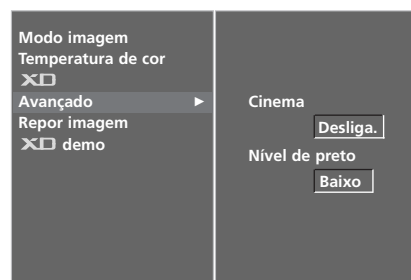 Modo imagem
Temperatura de cor
XD
Avançado ►
Repor imagem
XD demo
Cinema
Desliga.
Nível de preto
Baixo